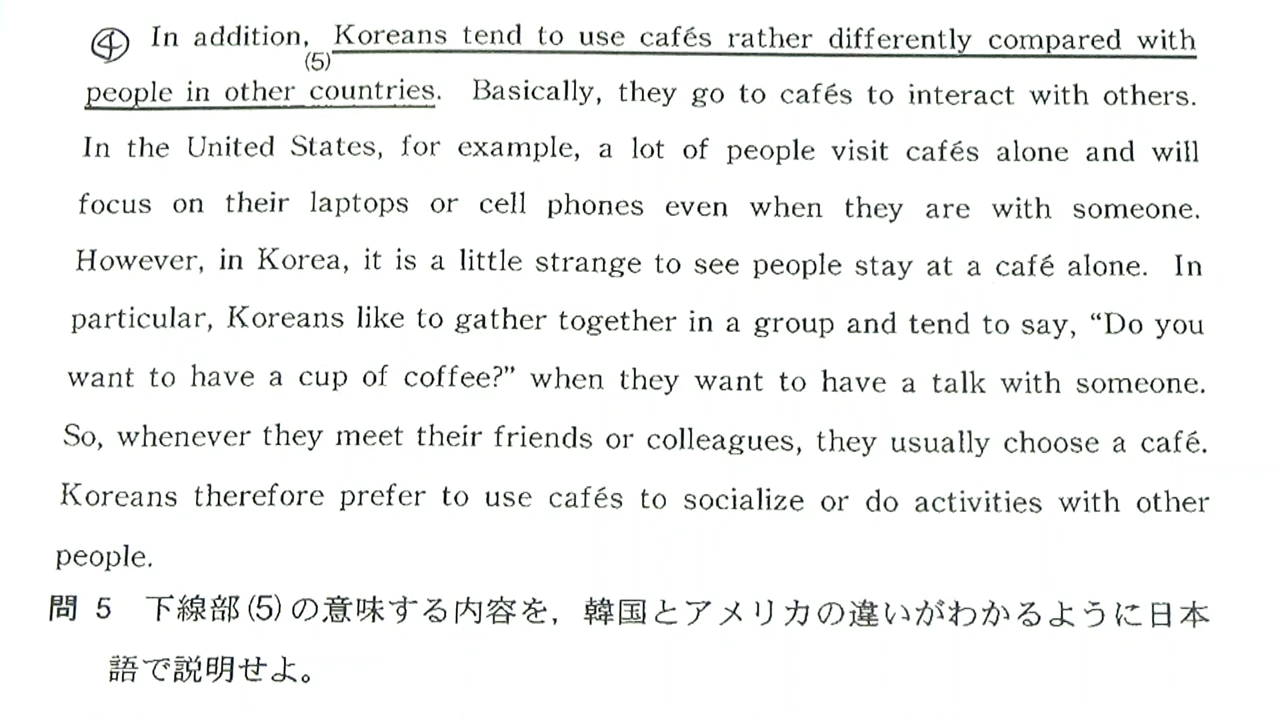 ④ In addition, Koreans tend to use cafés rather differently compared with
(5)
people in other countries. Basically, they go to cafés to interact with others.
In the United States, for example, a lot of people visit cafés alone and will
focus on their laptops or cell phones even when they are with someone.
However, in Korea, it is a little strange to see people stay at a café alone. In
particular, Koreans like to gather together in a group and tend to say, “Do you
want to have a cup of coffee?” when they want to have a talk with someone.
So, whenever they meet their friends or colleagues, they usually choose a café.
Koreans therefore prefer to use cafés to socialize or do activities with other
people.
問 5 下線部(5)の意味する内容を，韓国とアメリカの違いがわかるように日本
語で説明せよ。